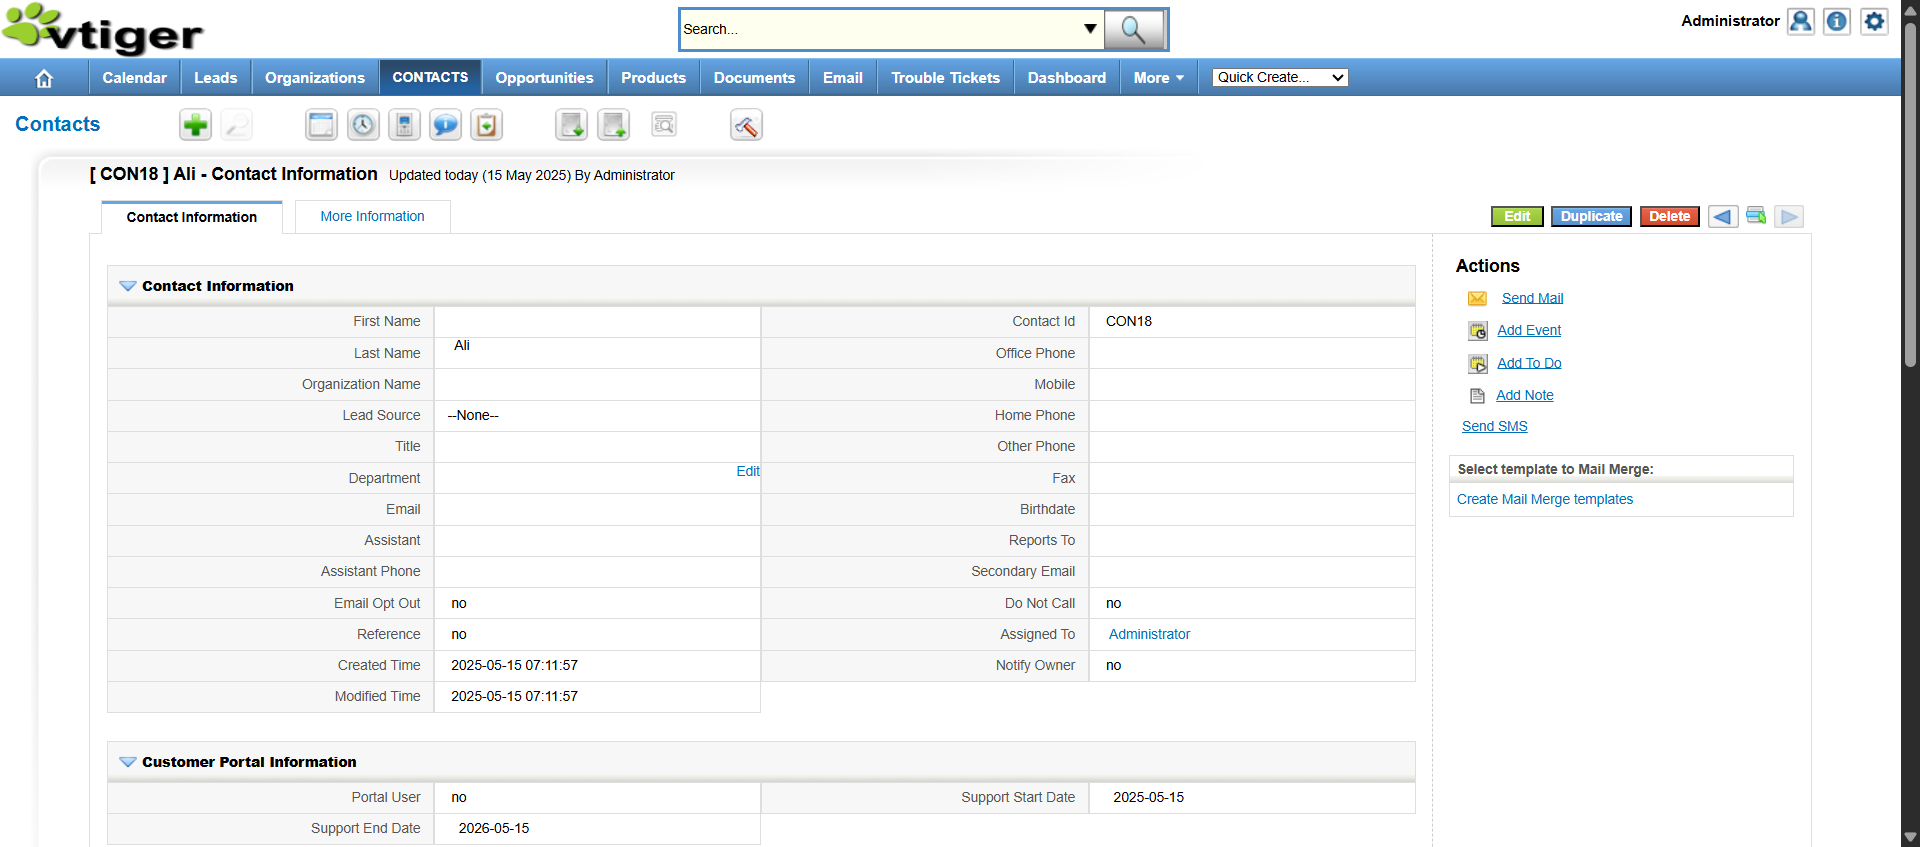 vtiger
Search...
Administrator
Calendar Leads Organizations CONTACTS Opportunities Products Documents Email Trouble Tickets Dashboard More Quick Create...
Contacts
[ CON18 ] Ali - Contact Information Updated today (15 May 2025) By Administrator
Contact Information More Information
Edit Duplicate Delete
Contact Information
First Name Contact Id CON18
Last Name Ali Office Phone
Organization Name Mobile
Lead Source --None-- Home Phone
Title Other Phone
Department Edit Fax
Email Birthdate
Assistant Reports To
Assistant Phone Secondary Email
Email Opt Out no Do Not Call no
Reference no Assigned To Administrator
Created Time 2025-05-15 07:11:57 Notify Owner no
Modified Time 2025-05-15 07:11:57
Customer Portal Information
Portal User no Support Start Date 2025-05-15
Support End Date 2026-05-15
Actions
Send Mail
Add Event
Add To Do
Add Note
Send SMS
Select template to Mail Merge:
Create Mail Merge templates